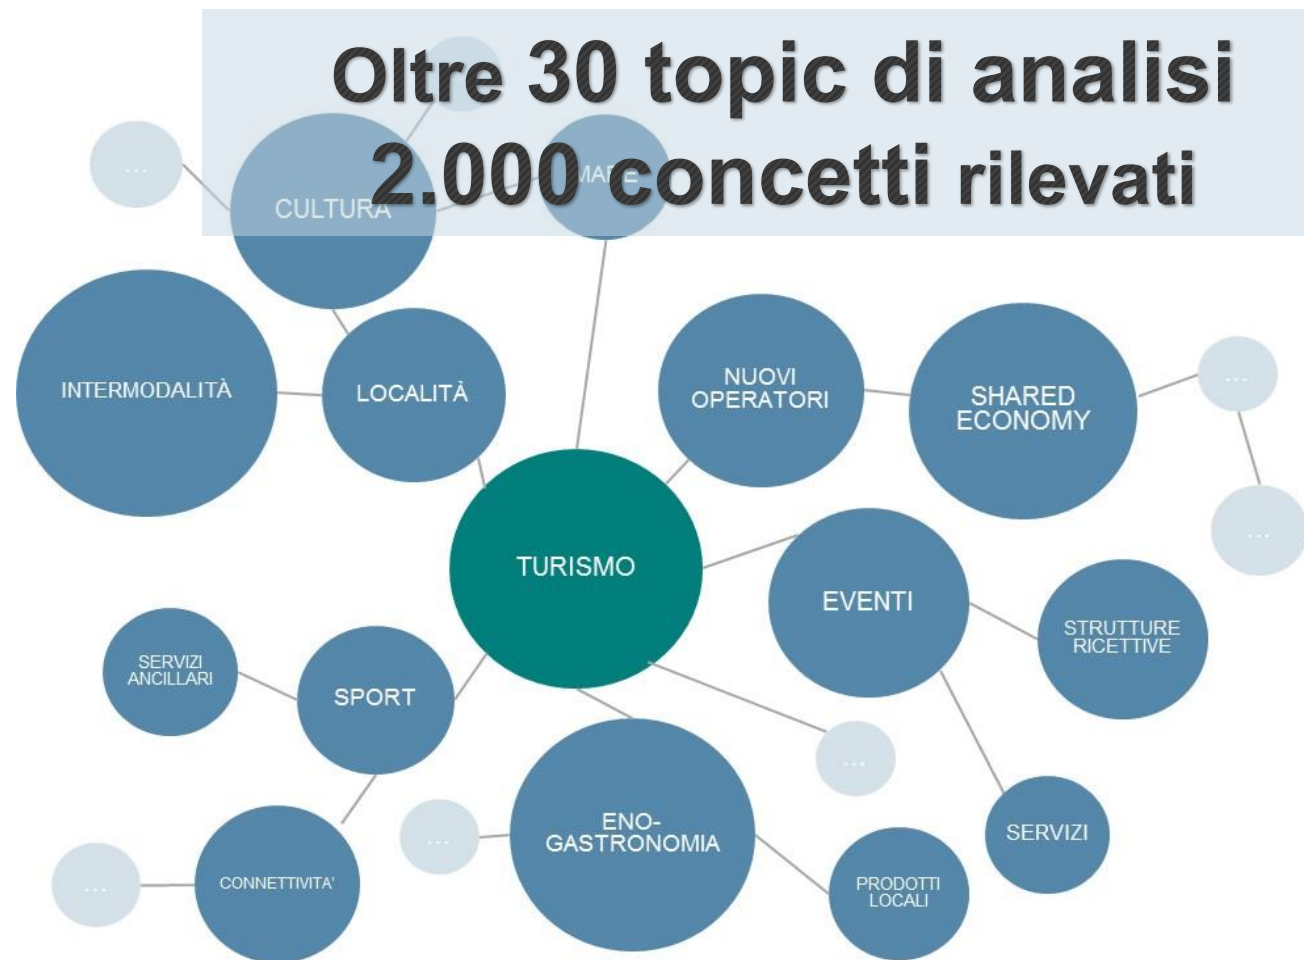 Oltre 30 topic di analisi
2.000 concetti rilevati
...
CULTURA
MARE
INTERMODALITÀ
LOCALITÀ
NUOVI
OPERATORI
SHARED
ECONOMY
...
...
TURISMO
EVENTI
STRUTTURE
RICETTIVE
SERVIZI
ANCILLARI
SPORT
...
ENO-
GASTRONOMIA
...
SERVIZI
CONNETTIVITA'
...
PRODOTTI
LOCALI